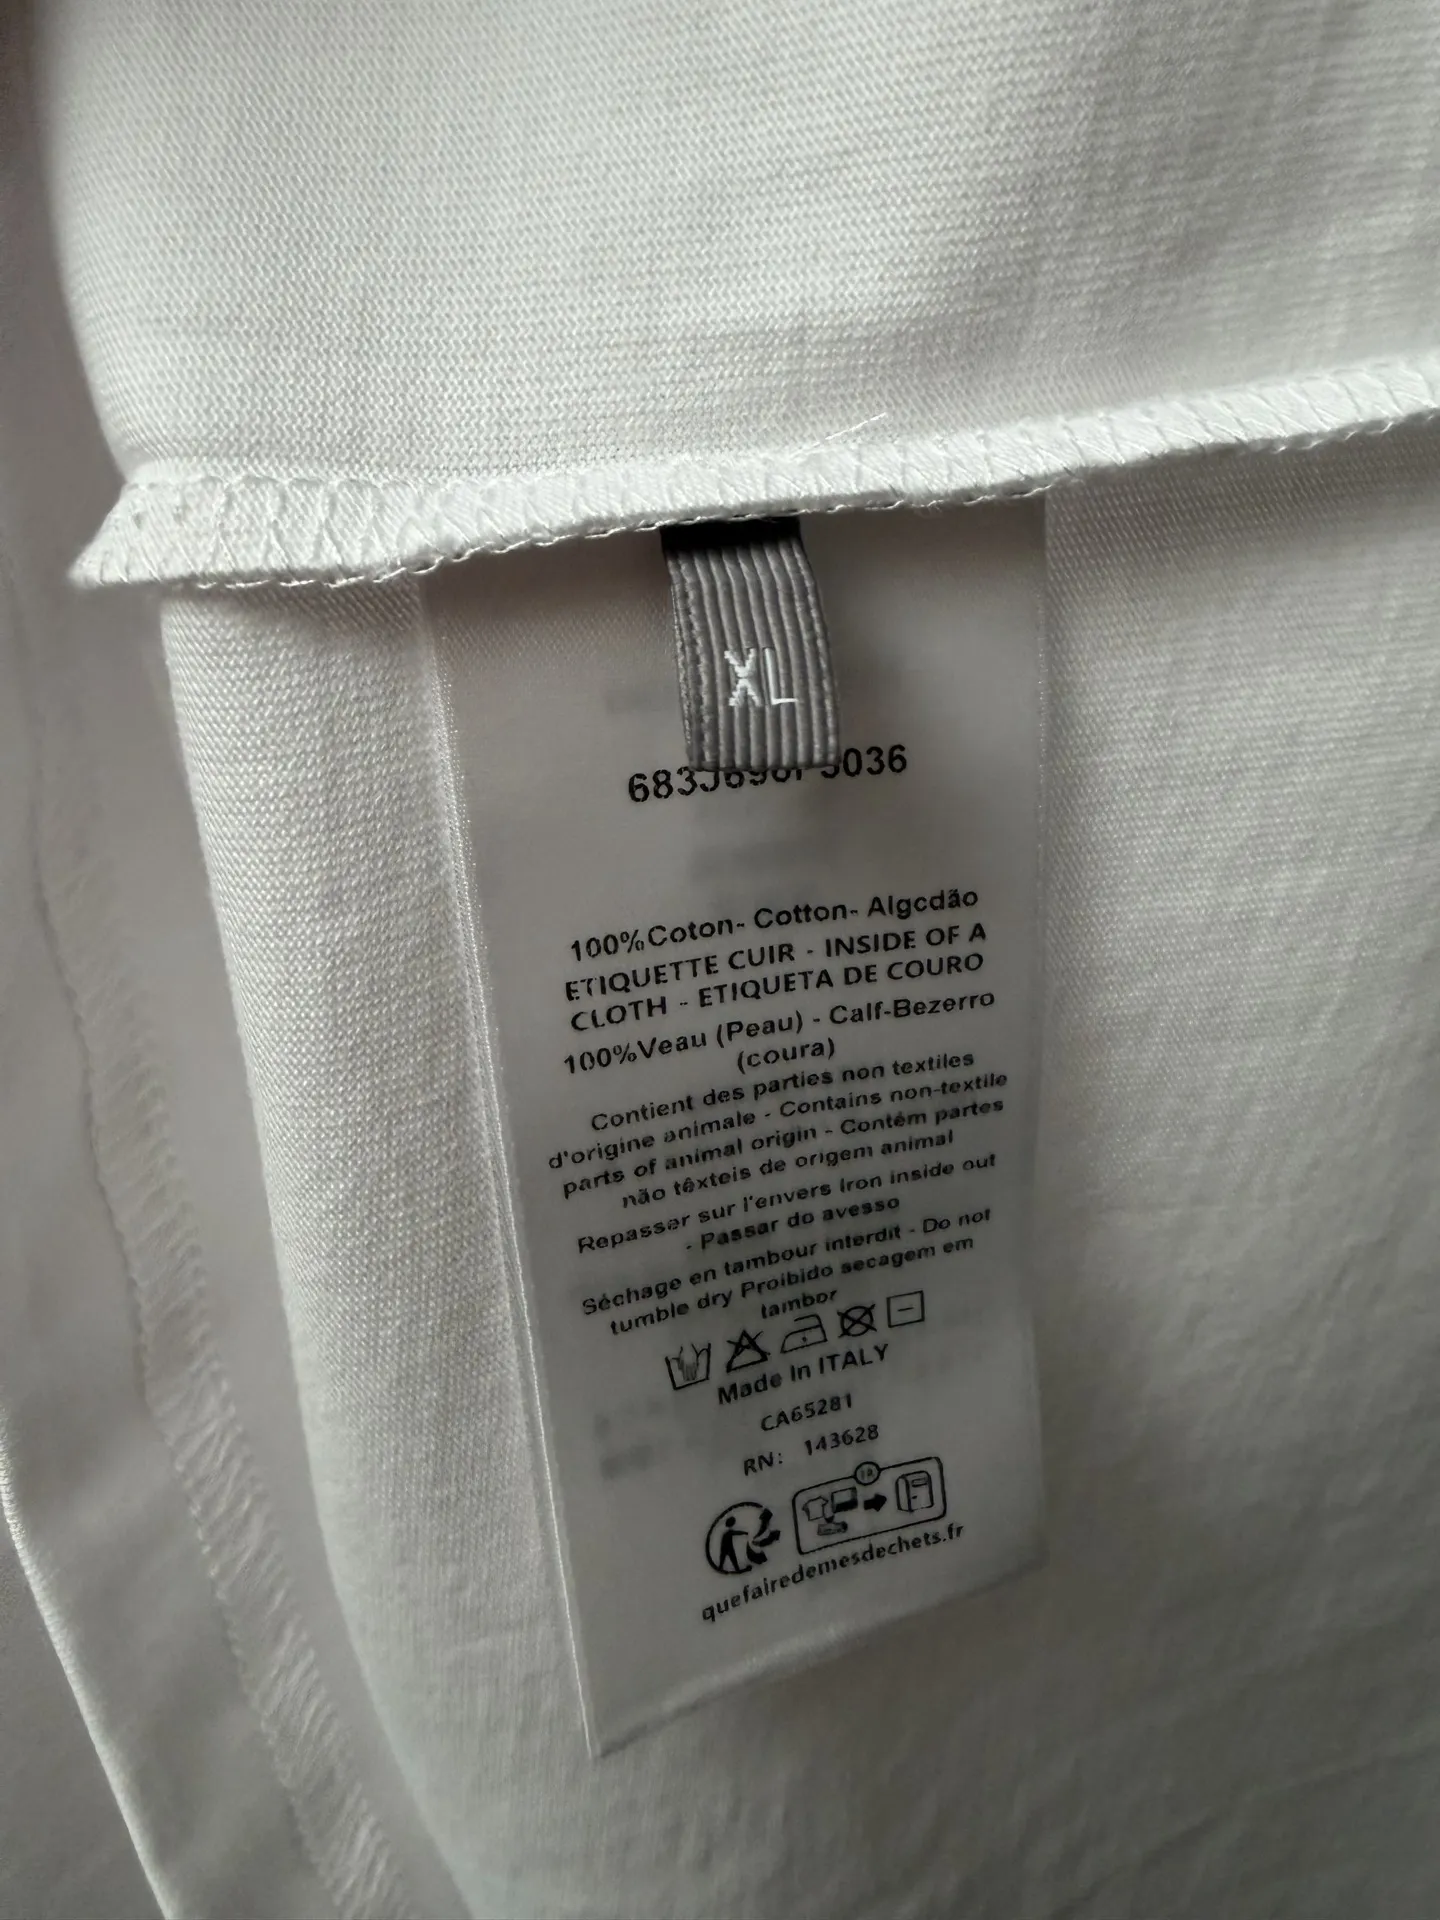 XL
100%Coton- Cotton- Algcdão
ETIQUETTE CUIR - INSIDE OF A
CLOTH - ETIQUETA DE COURO
100%Veau (Peau) - Calf-Bezerro
(coura)
Contient des parties non textiles
d'origine animale - Contains non-textile
parts of animal origin - Contém partes
não têxteis de origem animal
Repasser sur l'envers Iron inside out
- Passar do avesso
Séchage en tambour interdit - Do not
tumble dry Proibido secagem em
tambor
Made In ITALY
CA65281
RN: 143628
FR
quefairedemesdechets.fr